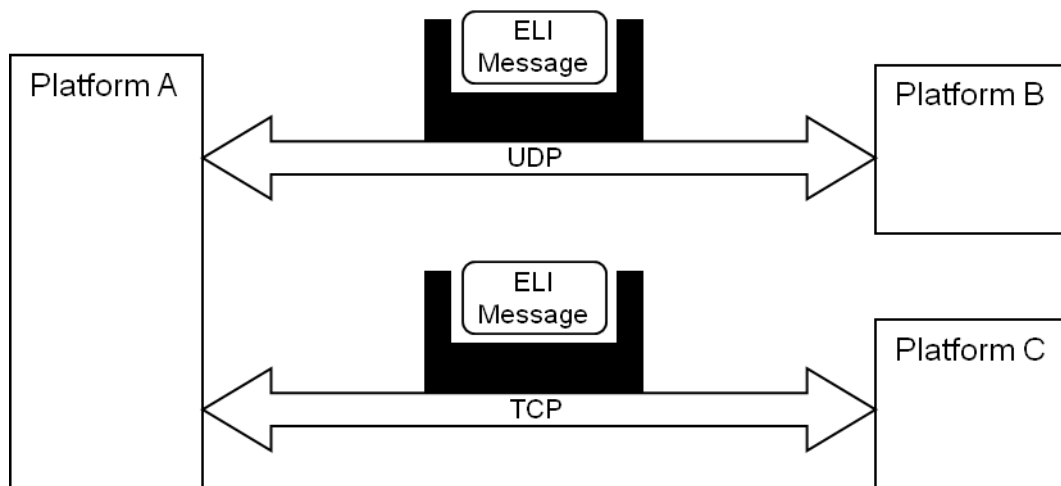 Platform A
ELI
Message
UDP
Platform B
ELI
Message
TCP
Platform C